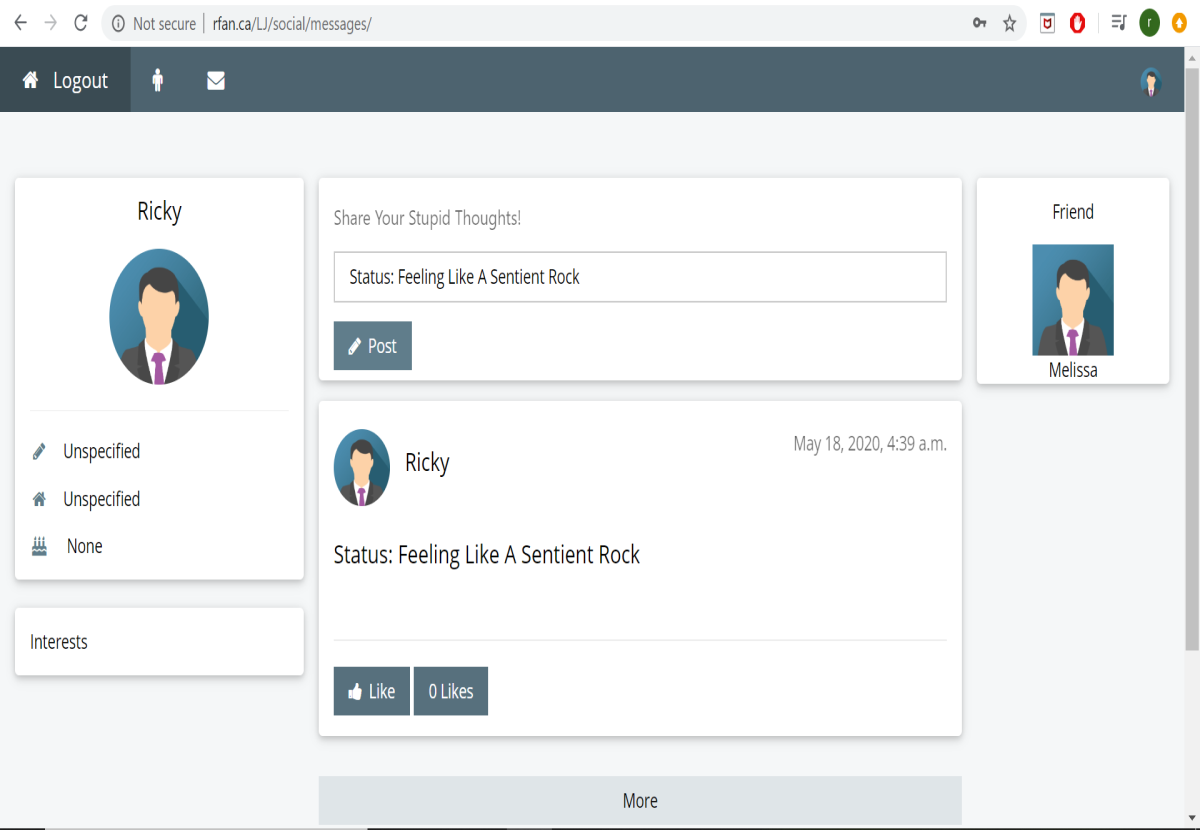 Not secure | rfan.ca/LJ/social/messages/
r
Logout
Ricky
Unspecified
Unspecified
None
Interests
Share Your Stupid Thoughts!
Status: Feeling Like A Sentient Rock
Post
Ricky
May 18, 2020, 4:39 a.m.
Status: Feeling Like A Sentient Rock
Like
0 Likes
More
Friend
Melissa